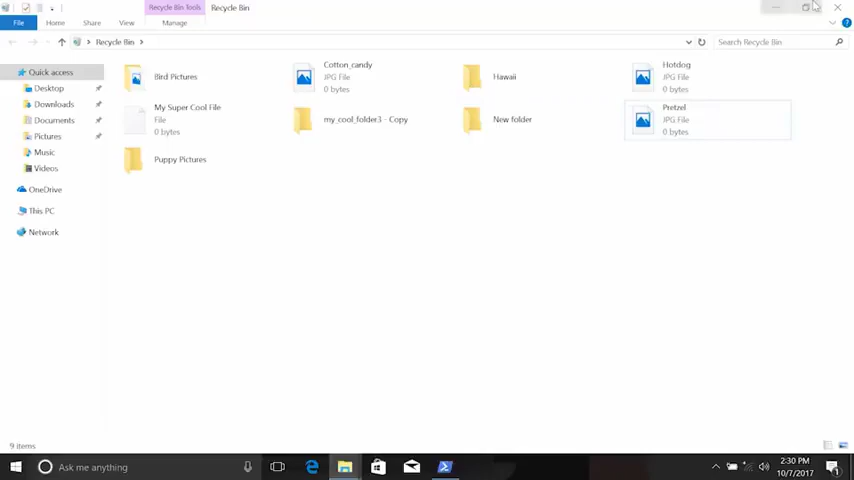 Recycle Bin Tools
Recycle Bin
File
Home
Share
View
Manage
Recycle Bin
Search Recycle Bin
Quick access
Desktop
Downloads
Documents
Pictures
Music
Videos
OneDrive
This PC
Network
Bird Pictures
Cotton_candy
JPG File
0 bytes
Hawaii
Hotdog
JPG File
0 bytes
My Super Cool File
File
0 bytes
my_cool_folder3 - Copy
New folder
Pretzel
JPG File
0 bytes
Puppy Pictures
9 items
Ask me anything
2:30 PM
10/7/2017
1